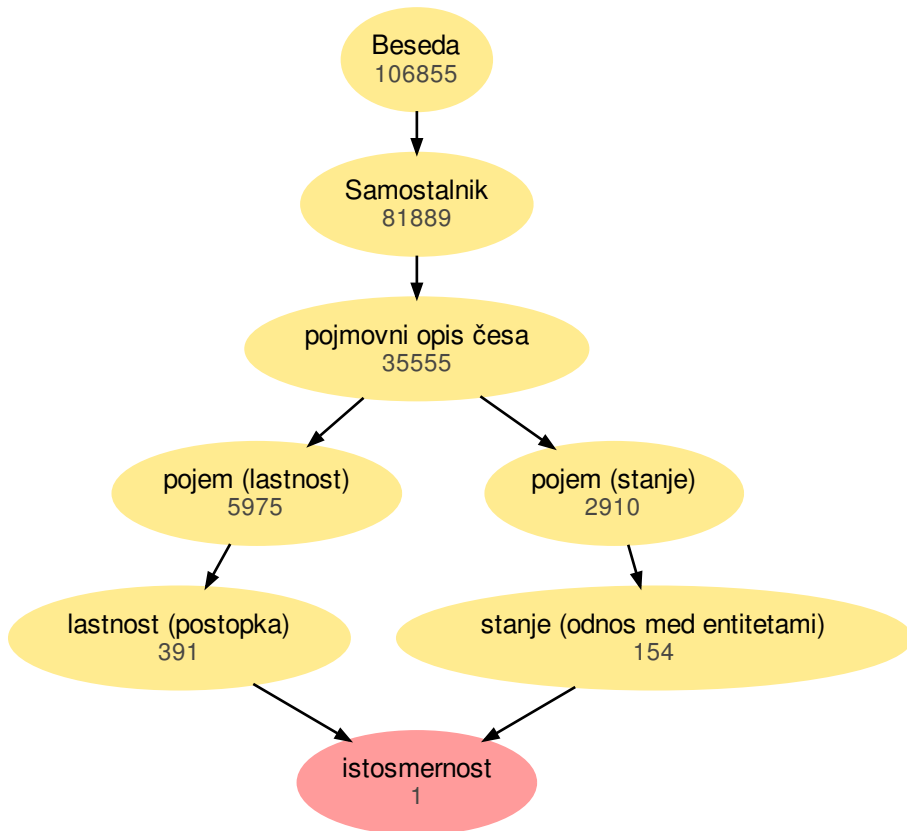 Beseda
106855
Samostalnik
81889
pojmovni opis česa
35555
pojem (lastnost)
5975
pojem (stanje)
2910
lastnost (postopka)
391
stanje (odnos med entitetami)
154
istosmernost
1